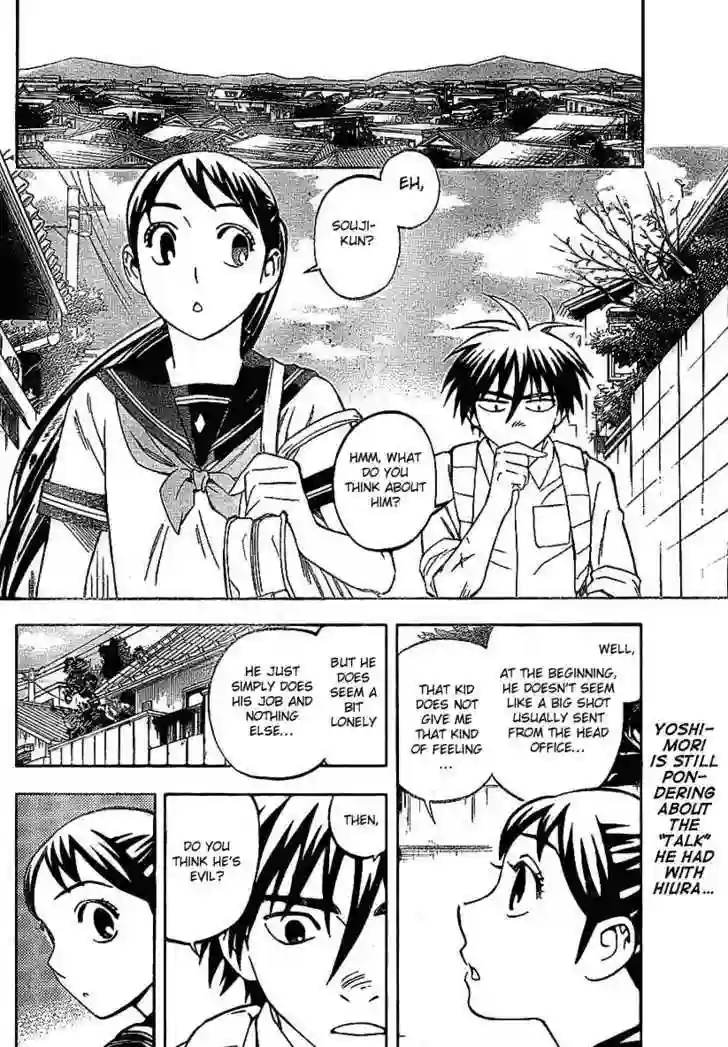 EH,
SOUJI-
KUN?
HMM, WHAT
DO YOU
THINK ABOUT
HIM?
YOSHI-
MORI
IS STILL
PON-
DERING
ABOUT
THE
"TALK"
HE HAD
WITH
HIURA...
WELL,
AT THE BEGINNING,
HE DOESN'T SEEM
LIKE A BIG SHOT
USUALLY SENT
FROM THE HEAD
OFFICE...
THAT KID
DOES NOT
GIVE ME
THAT KIND
OF FEELING
...
BUT HE
DOES
SEEM A
BIT
LONELY
HE JUST
SIMPLY DOES
HIS JOB AND
NOTHING
ELSE...
THEN,
DO YOU
THINK HE'S
EVIL?